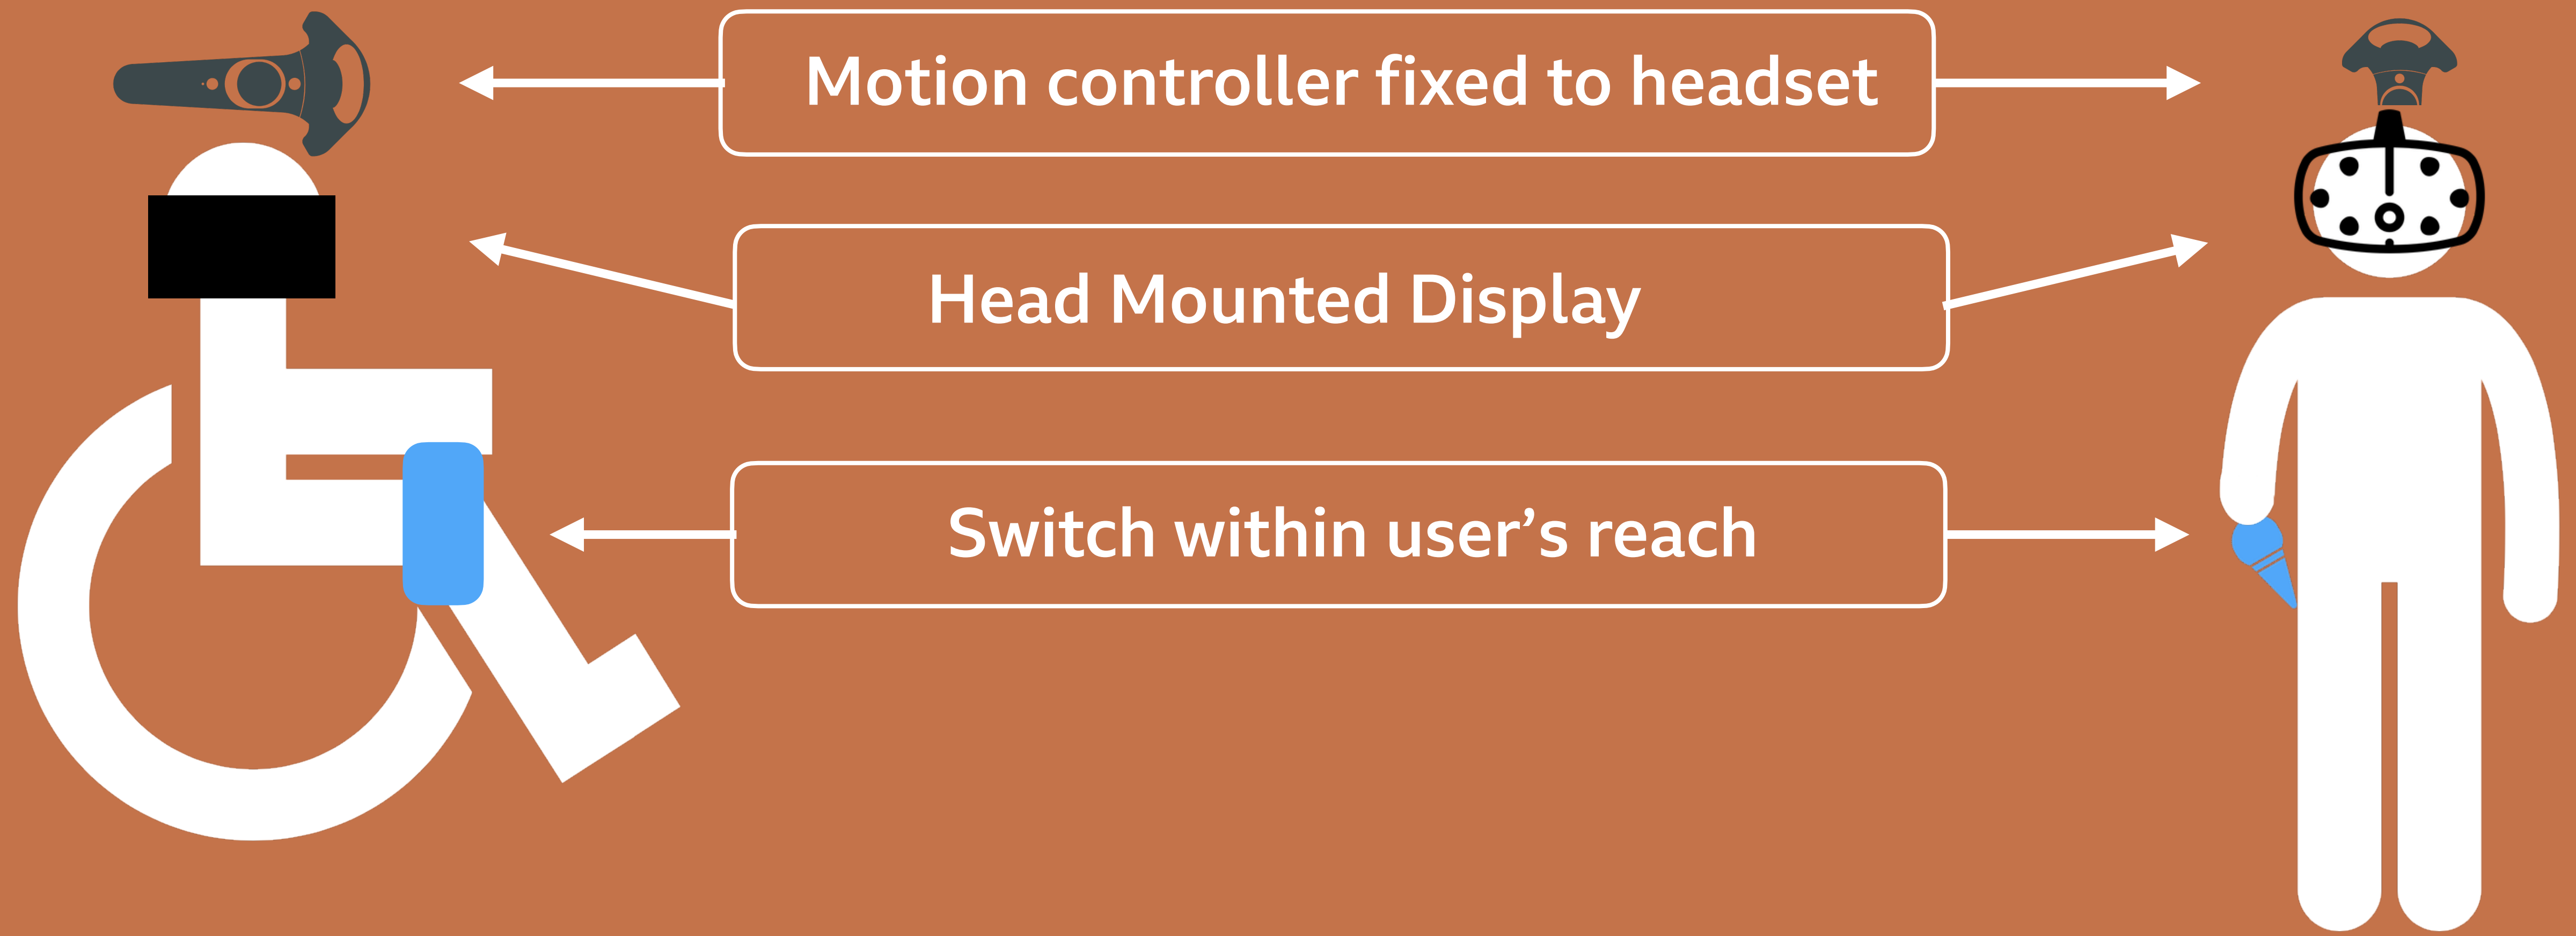 Motion controller fixed to headset
Head Mounted Display
Switch within user’s reach